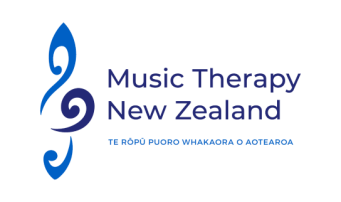 Music Therapy
New Zealand
TE RŌPŪ PUORO WHAKAORA O AOTEAROA